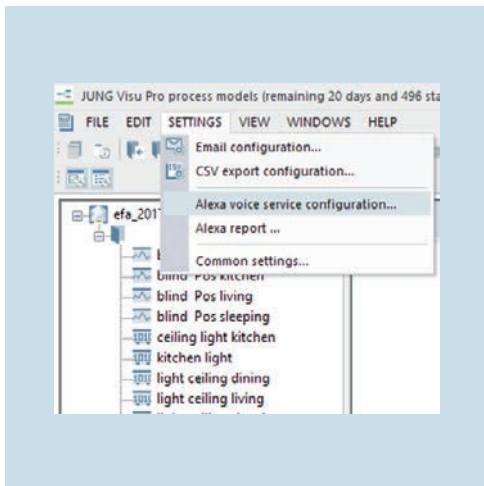 JUNG Visu Pro process models (remaining 20 days and 496 sta
FILE EDIT SETTINGS VIEW WINDOWS HELP
Email configuration...
CSV export configuration...
Alexa voice service configuration...
efa_201
Alexa report ...
Common settings...
blind Pos kitchen
blind Pos living
blind Pos sleeping
ceiling light kitchen
kitchen light
light ceiling dining
light ceiling living